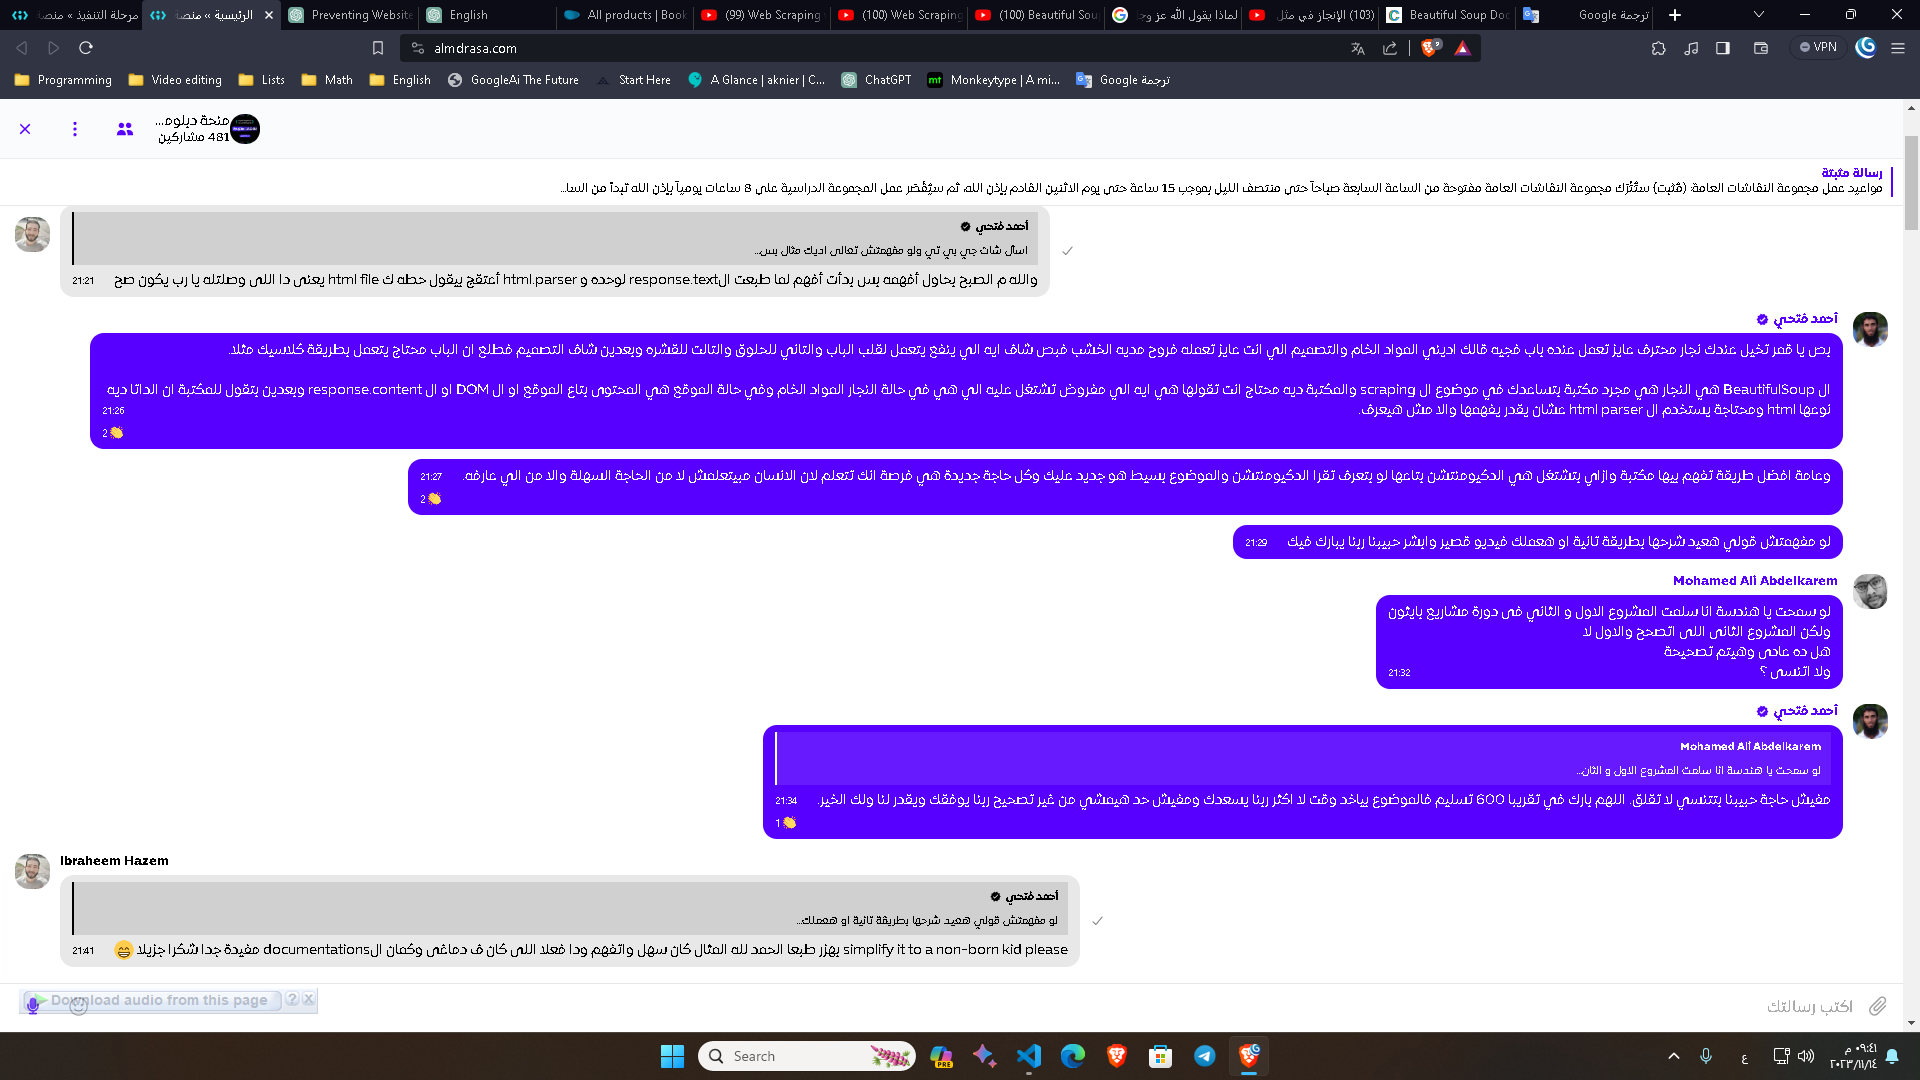 مرحلة التنفيذ » منصة
الرئيسية » منصة
Preventing Website
English
All products | Book
(99) Web Scraping
(100) Web Scraping
(100) Beautiful Sou
لماذا يقول الله عز وجل
(103) الإنجاز في مثل
Beautiful Soup Doc
ترجمة Google
almdrasa.com
VPN
Programming
Video editing
Lists
Math
English
GoogleAi The Future
Start Here
A Glance | aknier | C...
ChatGPT
Monkeytype | A mi...
ترجمة Google
منحة دبلومـ...
481 مشاركين
رسالة مثبتة
مواعيد عمل مجموعة النقاشات العامة: (مُثبت) ستُترَك مجموعة النقاشات العامة مفتوحة من الساعة السابعة صباحاً حتى منتصف الليل بموجب 15 ساعة حتى يوم الاثنين القادم بإذن الله، ثم سيُقْصَر عمل المجموعة الدراسية على 8 ساعات يومياً بإذن الله تبدأ من السا...
أحمد فتحي
اسأل شات جي بي تي ولو مفهمتش تعالى اديك مثال بس...
والله م الصبح بحاول أفهمه بس بدأت أفهم لما طبعت الresponse.text لوحده و html.parser أعتقج بيقول حطه ك html file يعنى دا اللى وصلتله يا رب يكون صح
21:21
أحمد فتحي
بص يا قمر تخيل عندك نجار محترف عايز تعمل عنده باب فجيه قالك اديني المواد الخام والتصميم الي انت عايز تعمله فروح مديه الخشب فبص شاف ايه الي ينفع يتعمل لقلب الباب والتاني للحلوق والتالت للقشره وبعدين شاف التصميم فطلع ان الباب محتاج يتعمل بطريقة كلاسيك مثلا.
ال BeautifulSoup هي النجار هي مجرد مكتبة بتساعدك في موضوع ال scraping والمكتبة ديه محتاج انت تقولها هي ايه الي مفروض تشتغل عليه الي هي في حالة النجار المواد الخام وفي حالة الموقع هي المحتوى بتاع الموقع او ال DOM او ال response.content وبعدين بتقول للمكتبة ان الداتا ديه
نوعها html ومحتاجة يستخدم ال html parser عشان يقدر يفهمها والا مش هيعرف.
21:26
2
وعامة افضل طريقة تفهم بيها مكتبة وازاي بتشتغل هي الدكيومنتشن بتاعها لو بتعرف تقرا الدكيومنتشن والموضوع بسيط هو جديد عليك وكل حاجة جديدة هي فرصة انك تتعلم لان الانسان مبيتعلمش لا من الحاجة السهلة والا من الي عارفه.
21:27
2
لو مفهمتش قولي هعيد شرحها بطريقة تانية او هعملك فيديو قصير وابشر حبيبنا ربنا يبارك فيك
21:29
Mohamed Ali Abdelkarem
لو سمحت يا هندسة انا سلمت المشروع الاول و الثاني فى دورة مشاريع بايثون
ولكن المشروع الثانى اللى اتصحح والاول لا
هل ده عادى وهيتم تصحيحة
ولا اتنسى ؟
21:32
أحمد فتحي
Mohamed Ali Abdelkarem
لو سمحت يا هندسة انا سلمت المشروع الاول و الثان...
مفيش حاجة حبيبنا بتتنسي لا تقلق. اللهم بارك في تقريبا 600 تسليم فالموضوع بياخد وقت لا اكثر ربنا يسعدك ومفيش حد هيمشي من غير تصحيح ربنا يوفقك ويقدر لنا ولك الخير.
21:34
1
Ibraheem Hazem
أحمد فتحي
لو مفهمتش قولي هعيد شرحها بطريقة تانية او هعملك...
simplify it to a non-born kid please بهزر طبعا الحمد لله المثال كان سهل واتفهم ودا فعلا اللى كان ف دماغى وكمان الdocumentations مفيدة جدا شكرا جزيلا
21:41
Download audio from this page
اكتب رسالتك
Search
PRE
ع
٠٩:٤١ م
٢٠٢٣/١١/١٤